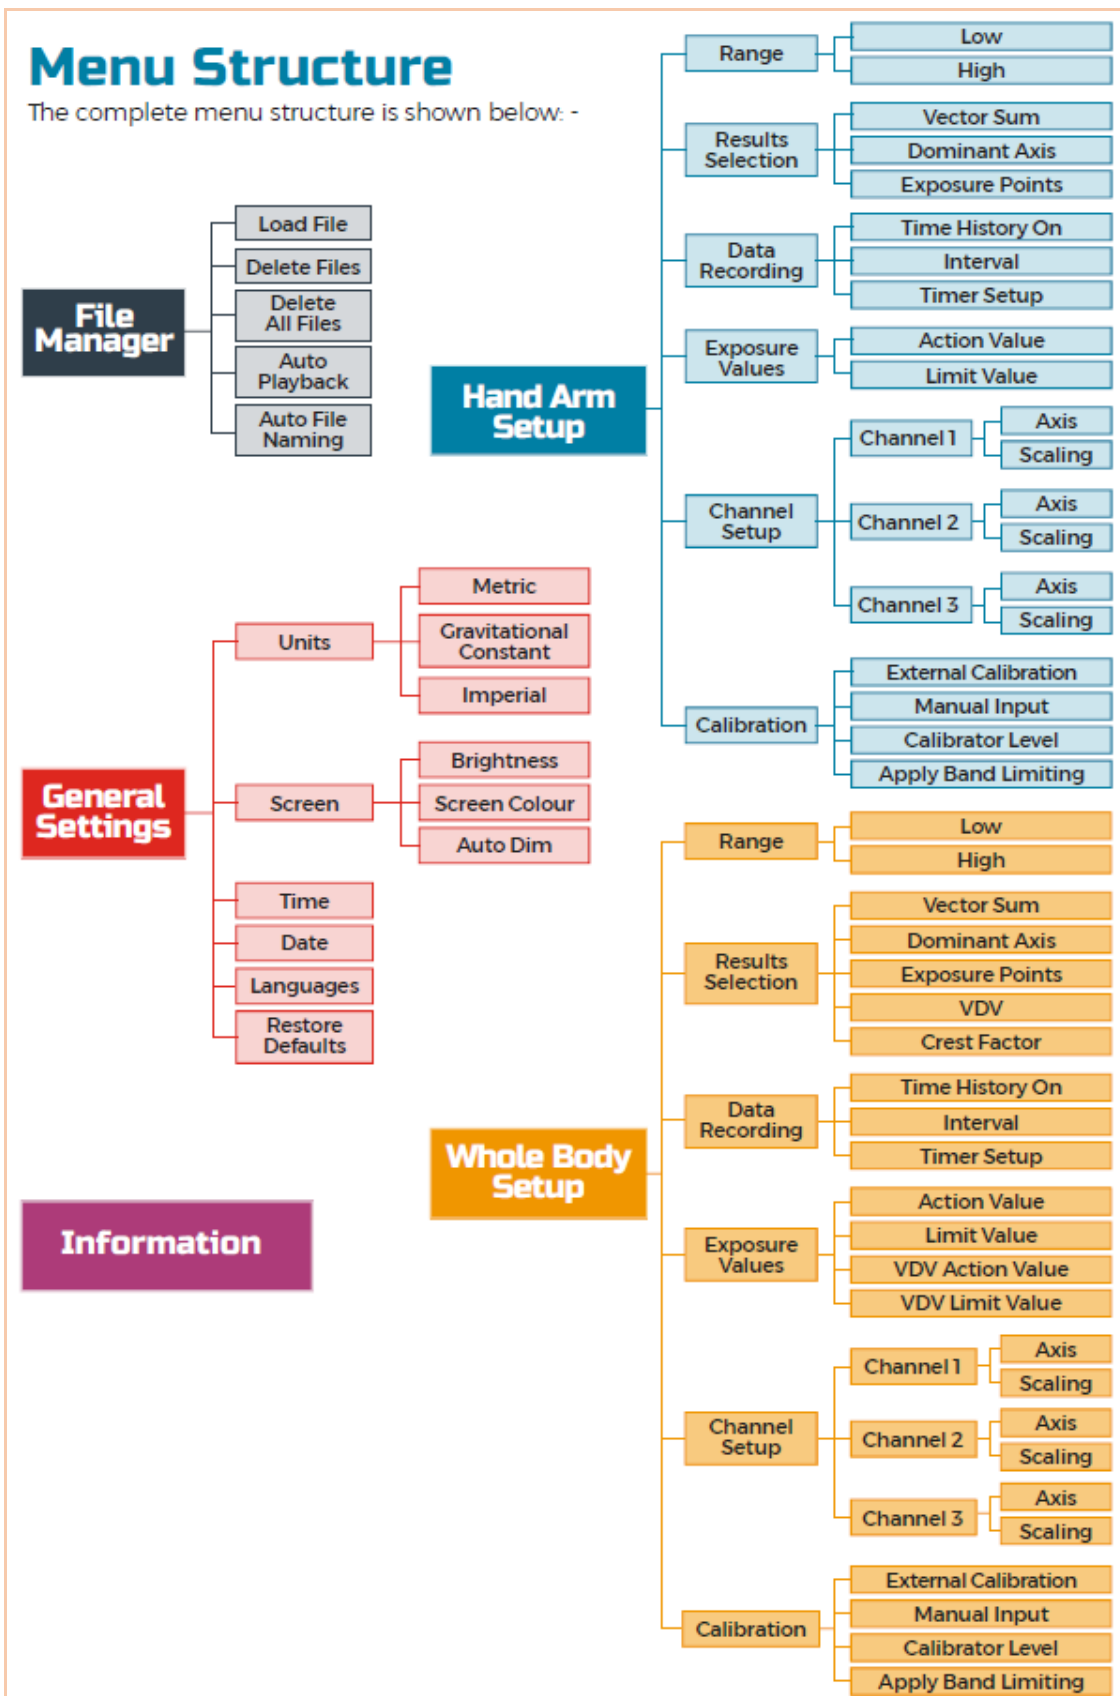 Menu Structure
The complete menu structure is shown below: -
File
Manager
Load File
Delete Files
Delete
All Files
Auto
Playback
Auto File
Naming
General
Settings
Units
Metric
Gravitational
Constant
Imperial
Screen
Brightness
Screen Colour
Auto Dim
Time
Date
Languages
Restore
Defaults
Information
Hand Arm
Setup
Range
Low
High
Results
Selection
Vector Sum
Dominant Axis
Exposure Points
Data
Recording
Time History On
Interval
Timer Setup
Exposure
Values
Action Value
Limit Value
Channel
Setup
Channel 1
Axis
Scaling
Channel 2
Axis
Scaling
Channel 3
Axis
Scaling
Calibration
External Calibration
Manual Input
Calibrator Level
Apply Band Limiting
Whole Body
Setup
Range
Low
High
Results
Selection
Vector Sum
Dominant Axis
Exposure Points
VDV
Crest Factor
Data
Recording
Time History On
Interval
Timer Setup
Exposure
Values
Action Value
Limit Value
VDV Action Value
VDV Limit Value
Channel
Setup
Channel 1
Axis
Scaling
Channel 2
Axis
Scaling
Channel 3
Axis
Scaling
Calibration
External Calibration
Manual Input
Calibrator Level
Apply Band Limiting